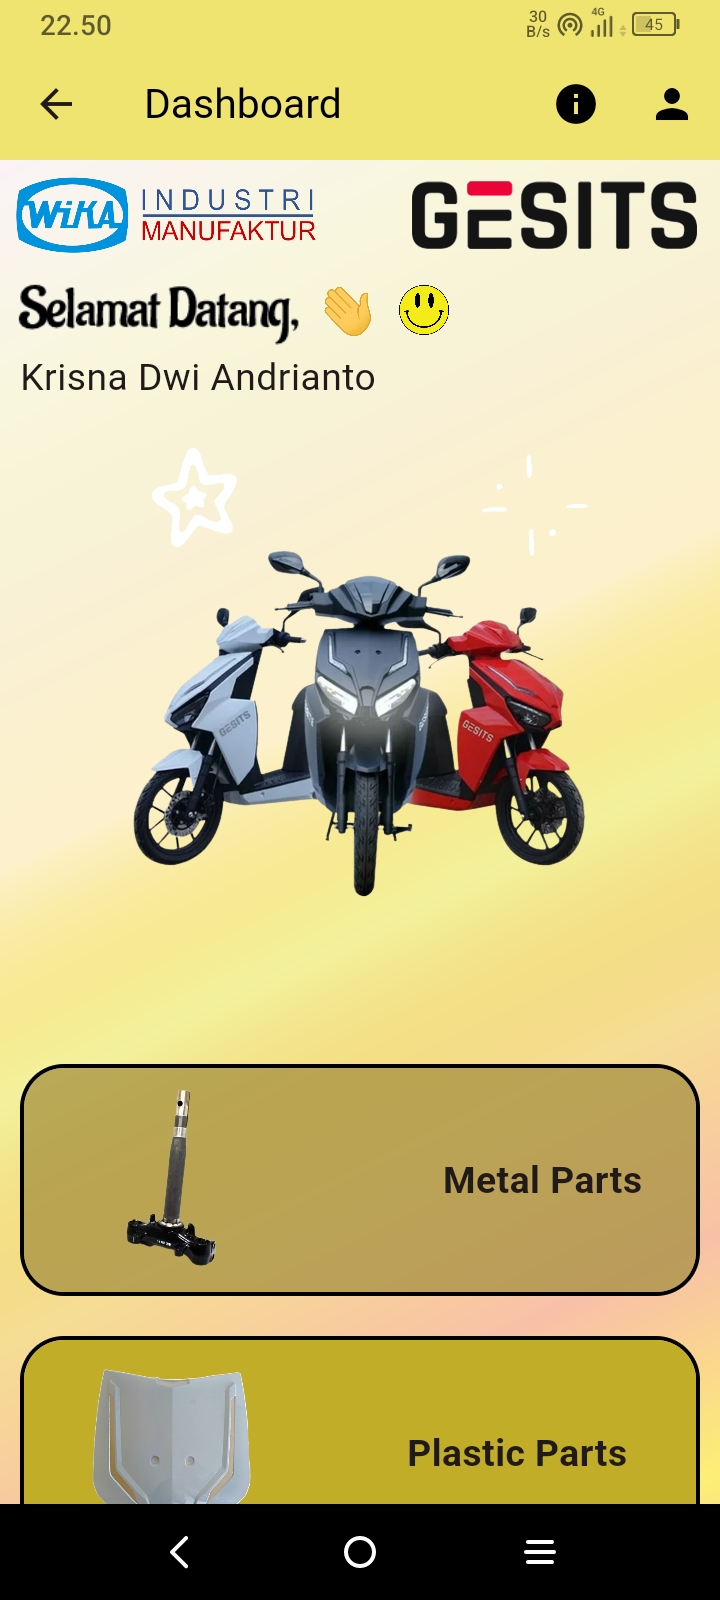 22.50
30
B/s
4G
45
Dashboard
WiKA
INDUSTRI
MANUFAKTUR
GESITS
Selamat Datang,
Krisna Dwi Andrianto
GESITS
GESITS
Metal Parts
Plastic Parts